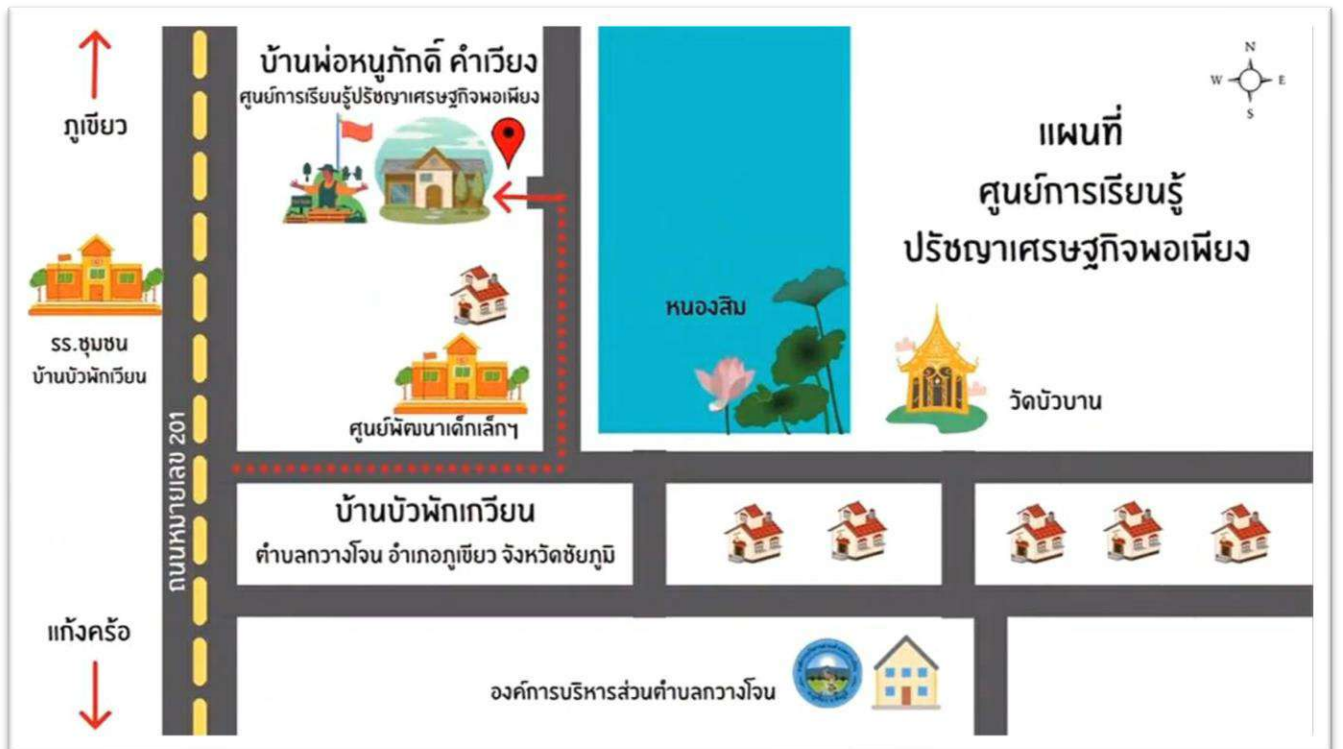 ภูเขียว
บ้านพ่อหนูภักดิ์ คำเวียง
ศูนย์การเรียนรู้ปรัชญาเศรษฐกิจพอเพียง
N
W E
S
แผนที่
ศูนย์การเรียนรู้
ปรัชญาเศรษฐกิจพอเพียง
รร.ชุมชน
บ้านบัวพักเวียน
หนองสิม
วัดบัวบาน
ศูนย์พัฒนาเด็กเล็กฯ
ถนนหมายเลข 201
บ้านบัวพักเกวียน
ตำบลกวางโจน อำเภอภูเขียว จังหวัดชัยภูมิ
แก้งคร้อ
องค์การบริหารส่วนตำบลกวางโจน